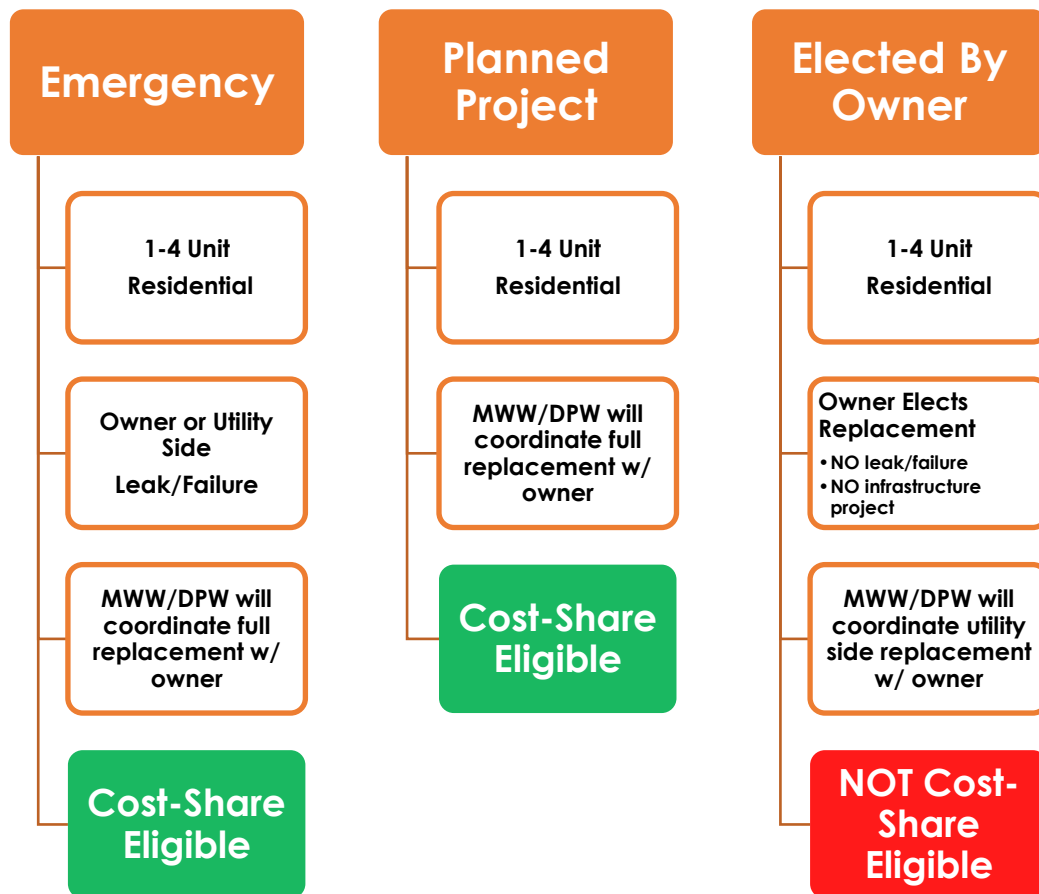 Emergency
1-4 Unit
Residential
Owner or Utility
Side
Leak/Failure
MWW/DPW will
coordinate full
replacement w/
owner
Cost-Share
Eligible
Planned
Project
1-4 Unit
Residential
MWW/DPW will
coordinate full
replacement w/
owner
Cost-Share
Eligible
Elected By
Owner
1-4 Unit
Residential
Owner Elects
Replacement
• NO leak/failure
• NO infrastructure
project
MWW/DPW will
coordinate utility
side replacement
w/ owner
NOT Cost-
Share
Eligible